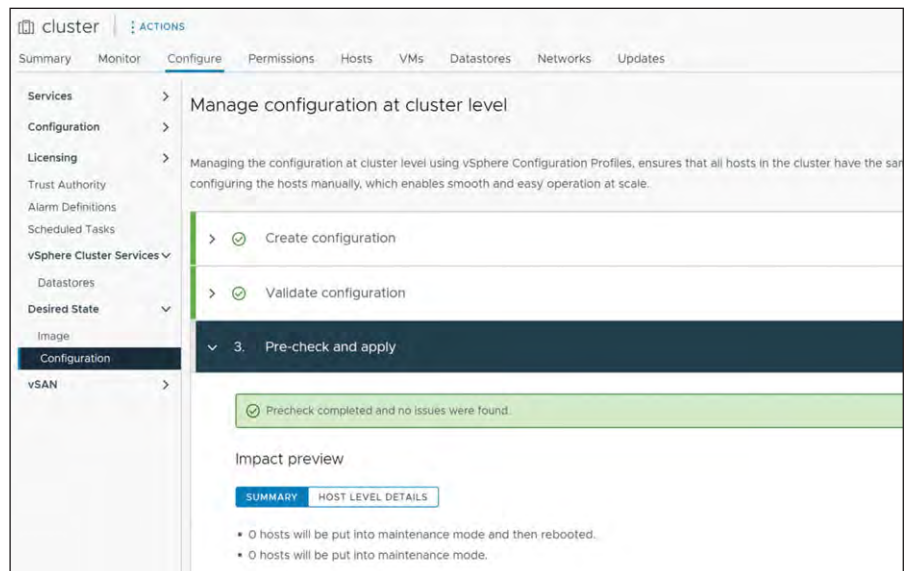 cluster ACTIONS
Summary Monitor Configure Permissions Hosts VMs Datastores Networks Updates
Services
Configuration
Licensing
Trust Authority
Alarm Definitions
Scheduled Tasks
vSphere Cluster Services
Datastores
Desired State
Image
Configuration
vSAN
Manage configuration at cluster level
Managing the configuration at cluster level using vSphere Configuration Profiles, ensures that all hosts in the cluster have the
configuring the hosts manually, which enables smooth and easy operation at scale.
Create configuration
Validate configuration
3. Pre-check and apply
Precheck completed and no issues were found.
Impact preview
SUMMARY HOST LEVEL DETAILS
• 0 hosts will be put into maintenance mode and then rebooted.
• 0 hosts will be put into maintenance mode.